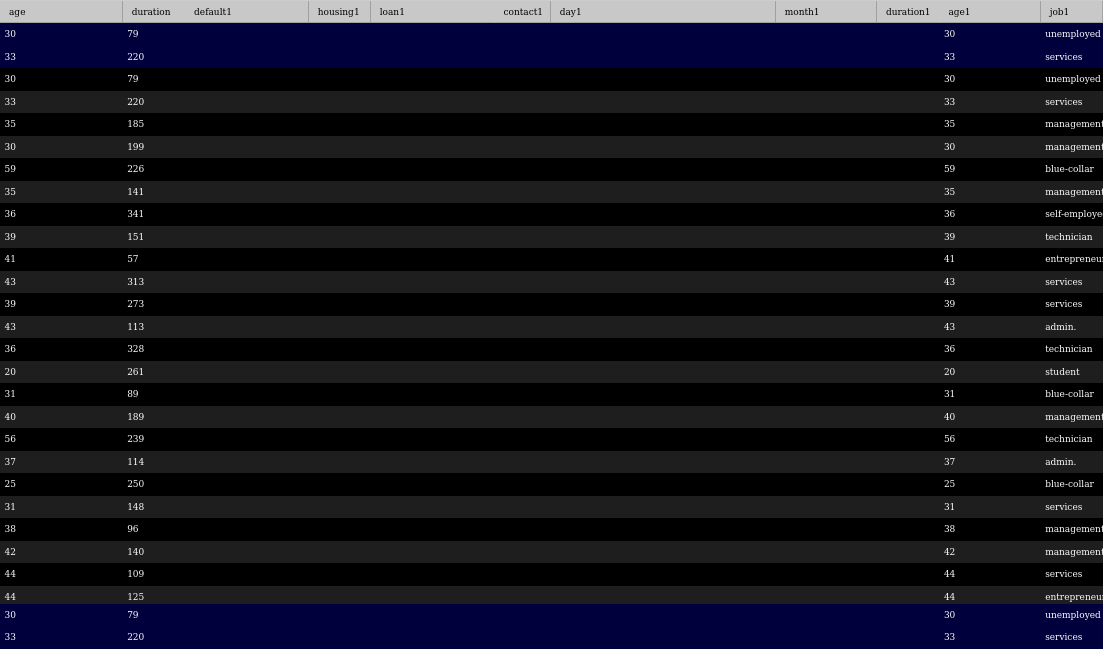 age duration default1 housing1 loan1 contact1 day1 month1 duration1 age1 job1
30 79 30 unemployed
33 220 33 services
30 79 30 unemployed
33 220 33 services
35 185 35 management
30 199 30 management
59 226 59 blue-collar
35 141 35 management
36 341 36 self-employe
39 151 39 technician
41 57 41 entrepreneur
43 313 43 services
39 273 39 services
43 113 43 admin.
36 328 36 technician
20 261 20 student
31 89 31 blue-collar
40 189 40 management
56 239 56 technician
37 114 37 admin.
25 250 25 blue-collar
31 148 31 services
38 96 38 management
42 140 42 management
44 109 44 services
44 125 44 entrepreneur
30 79 30 unemployed
33 220 33 services